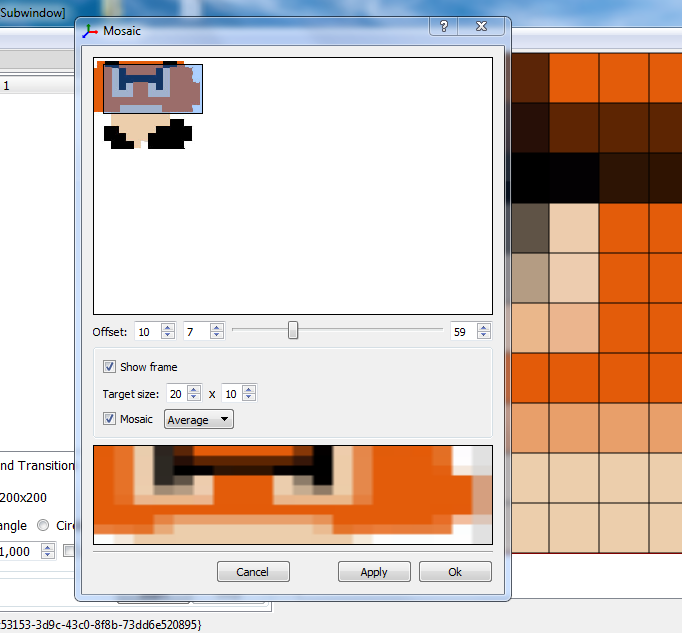 Subwindow]
Mosaic
?
1
Offset: 10 7 59
Show frame
Target size: 20 x 10
Mosaic Average
nd Transition
200x200
angle Circ
1,000
Cancel Apply Ok
53153-3d9c-43c0-8f8b-73dd6e520895}